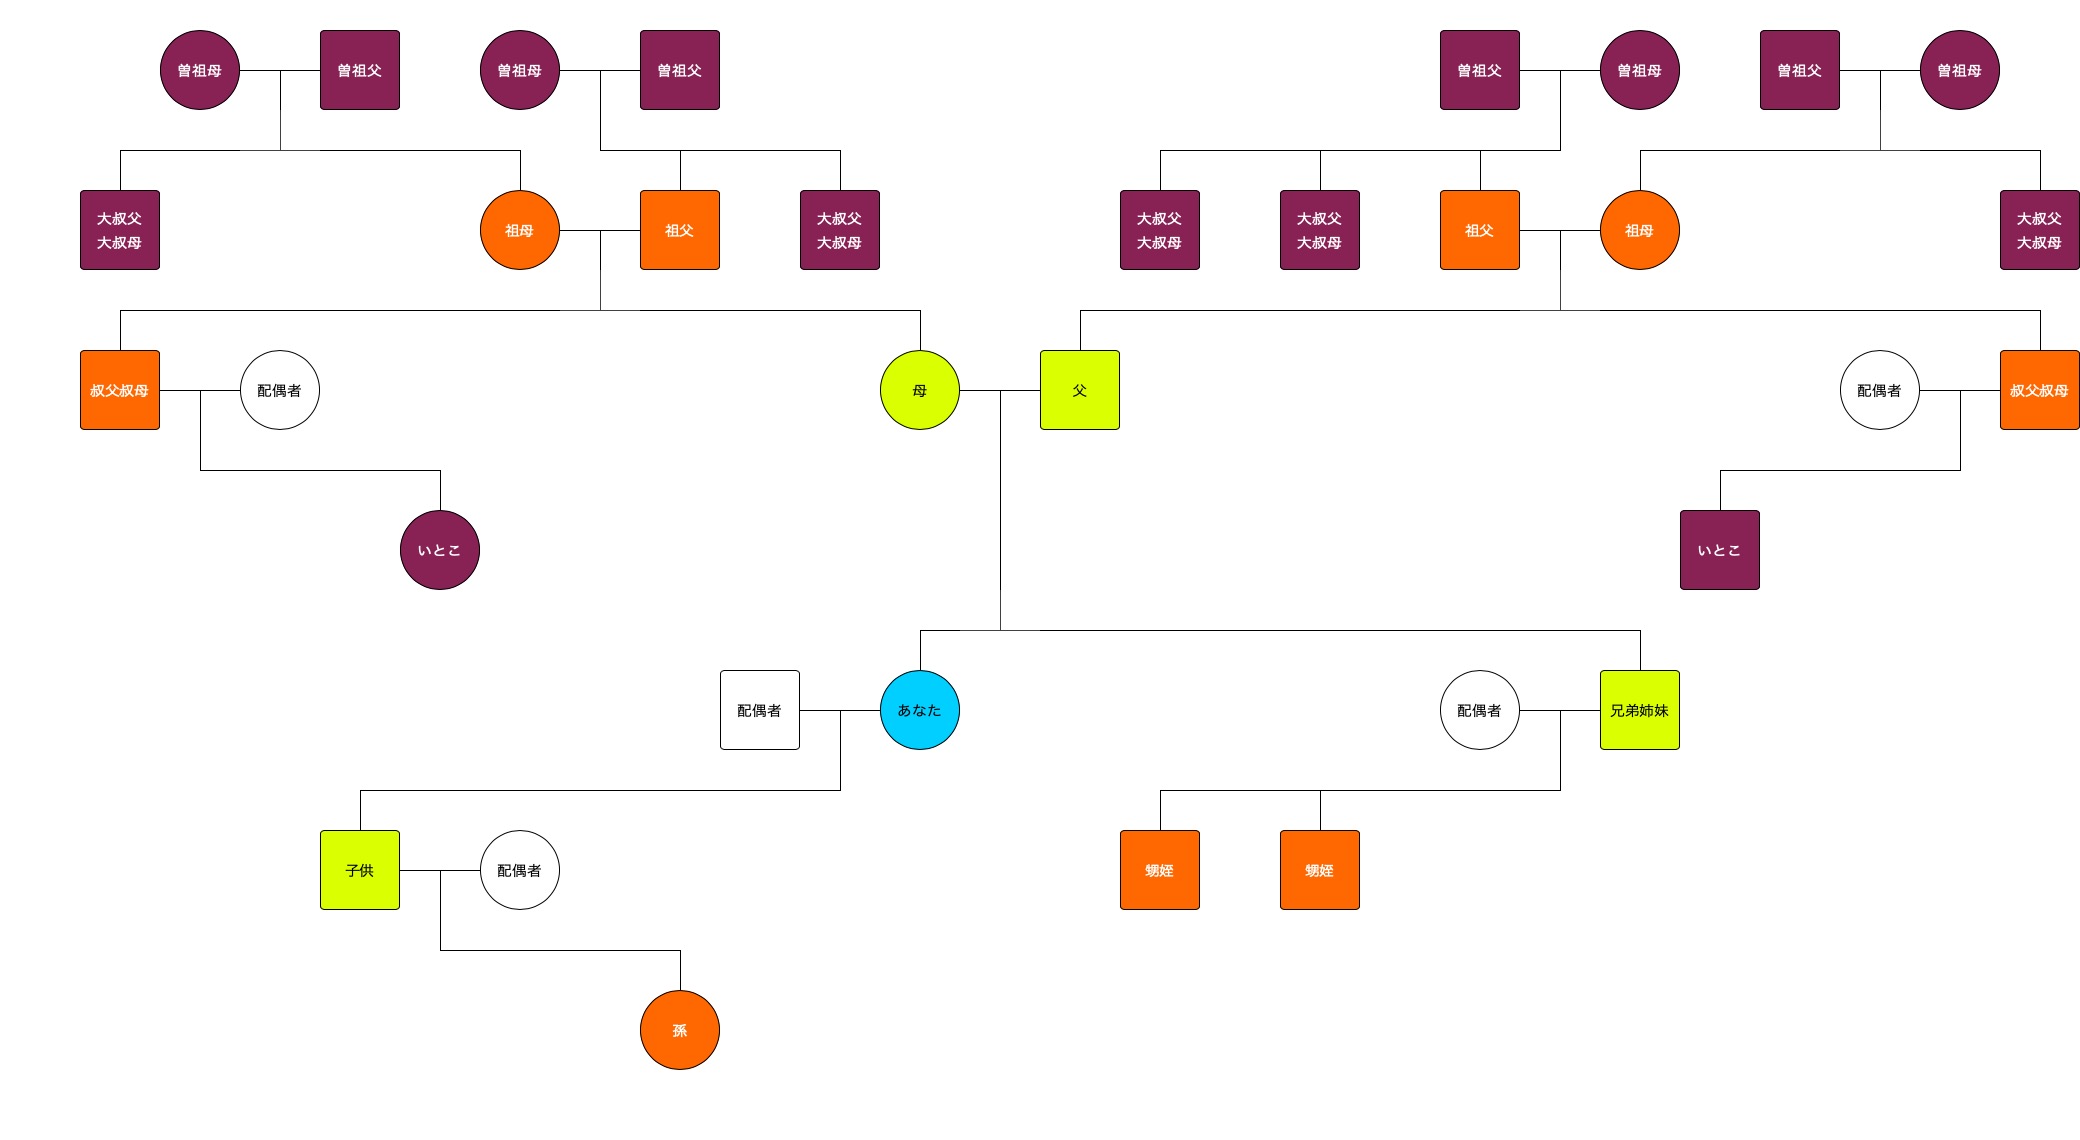 曽祖母
曽祖父
曽祖母
曽祖父
曽祖父
曽祖母
曽祖父
曽祖母
大叔父
大叔母
祖母
祖父
大叔父
大叔母
大叔父
大叔母
大叔父
大叔母
祖父
祖母
大叔父
大叔母
叔父叔母
配偶者
母
父
配偶者
叔父叔母
いとこ
いとこ
配偶者
あなた
配偶者
兄弟姉妹
子供
配偶者
甥姪
甥姪
孫